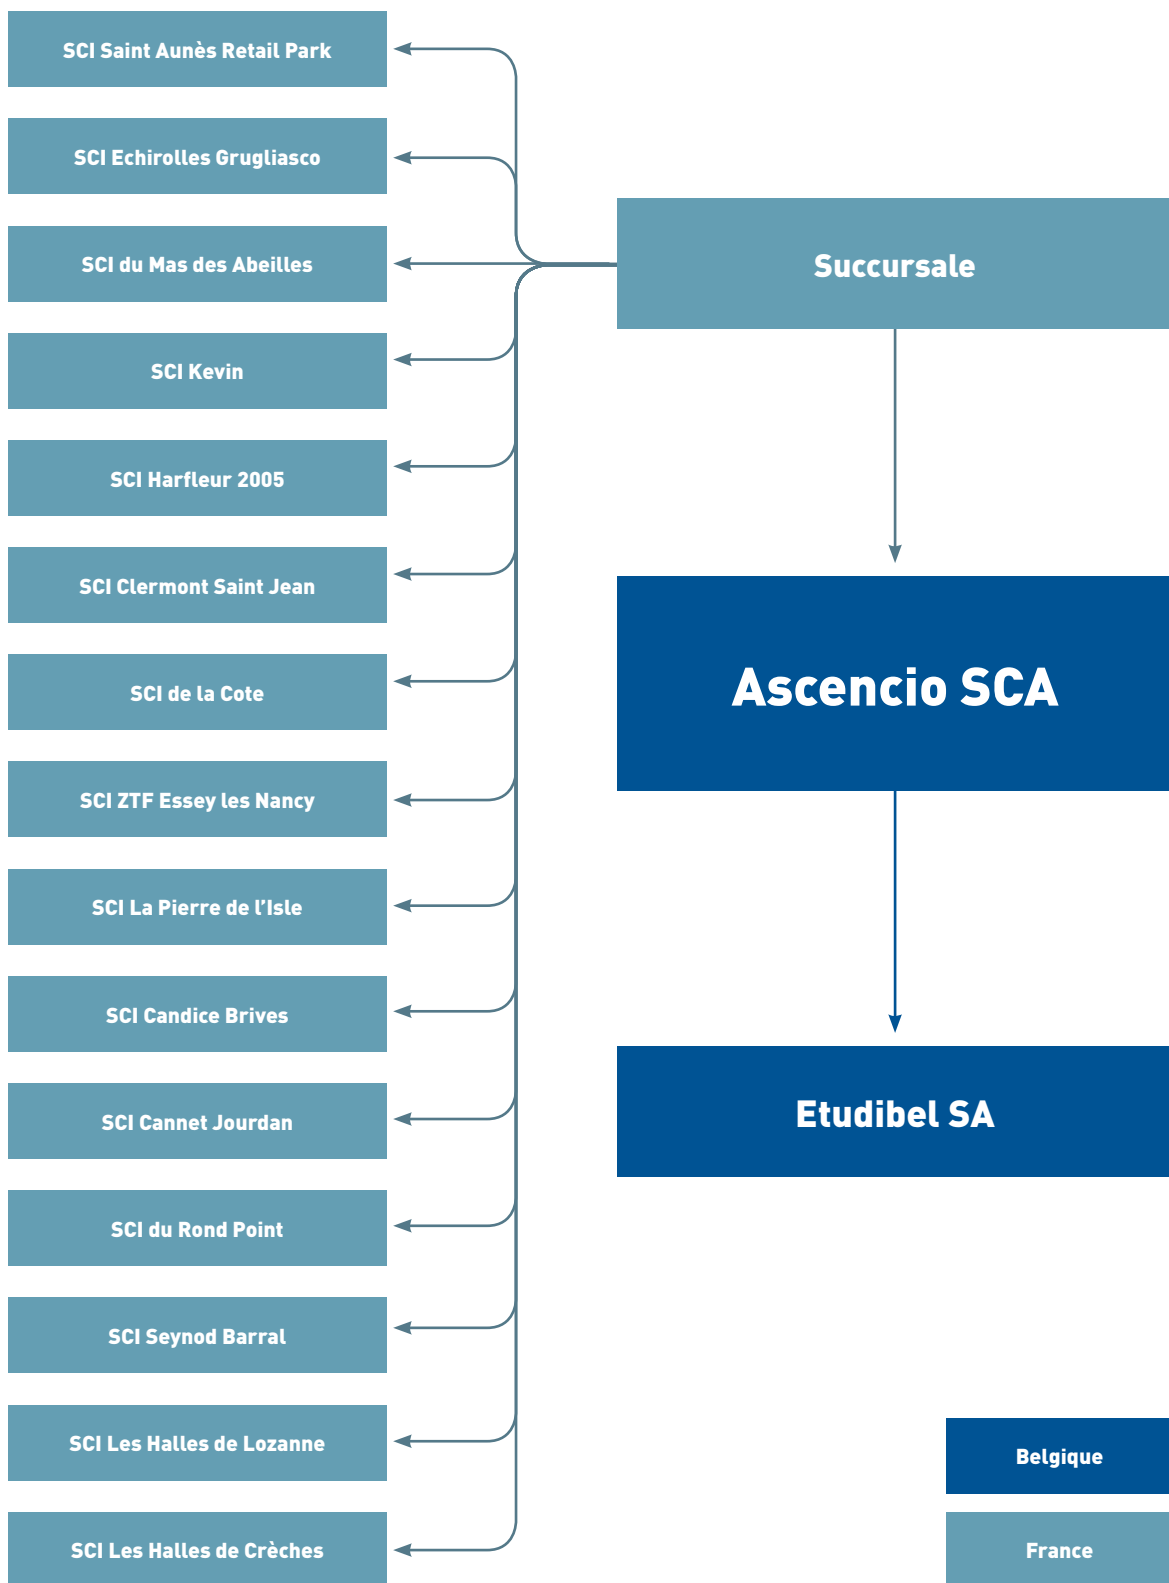 SCI Saint Aunès Retail Park
SCI Echirolles Grugliasco
SCI du Mas des Abeilles
SCI Kevin
SCI Harfleur 2005
SCI Clermont Saint Jean
SCI de la Cote
SCI ZTF Essey les Nancy
SCI La Pierre de l’Isle
SCI Candice Brives
SCI Cannet Jourdan
SCI du Rond Point
SCI Seynod Barral
SCI Les Halles de Lozanne
SCI Les Halles de Crèches
Succursale
Ascencio SCA
Etudibel SA
Belgique
France